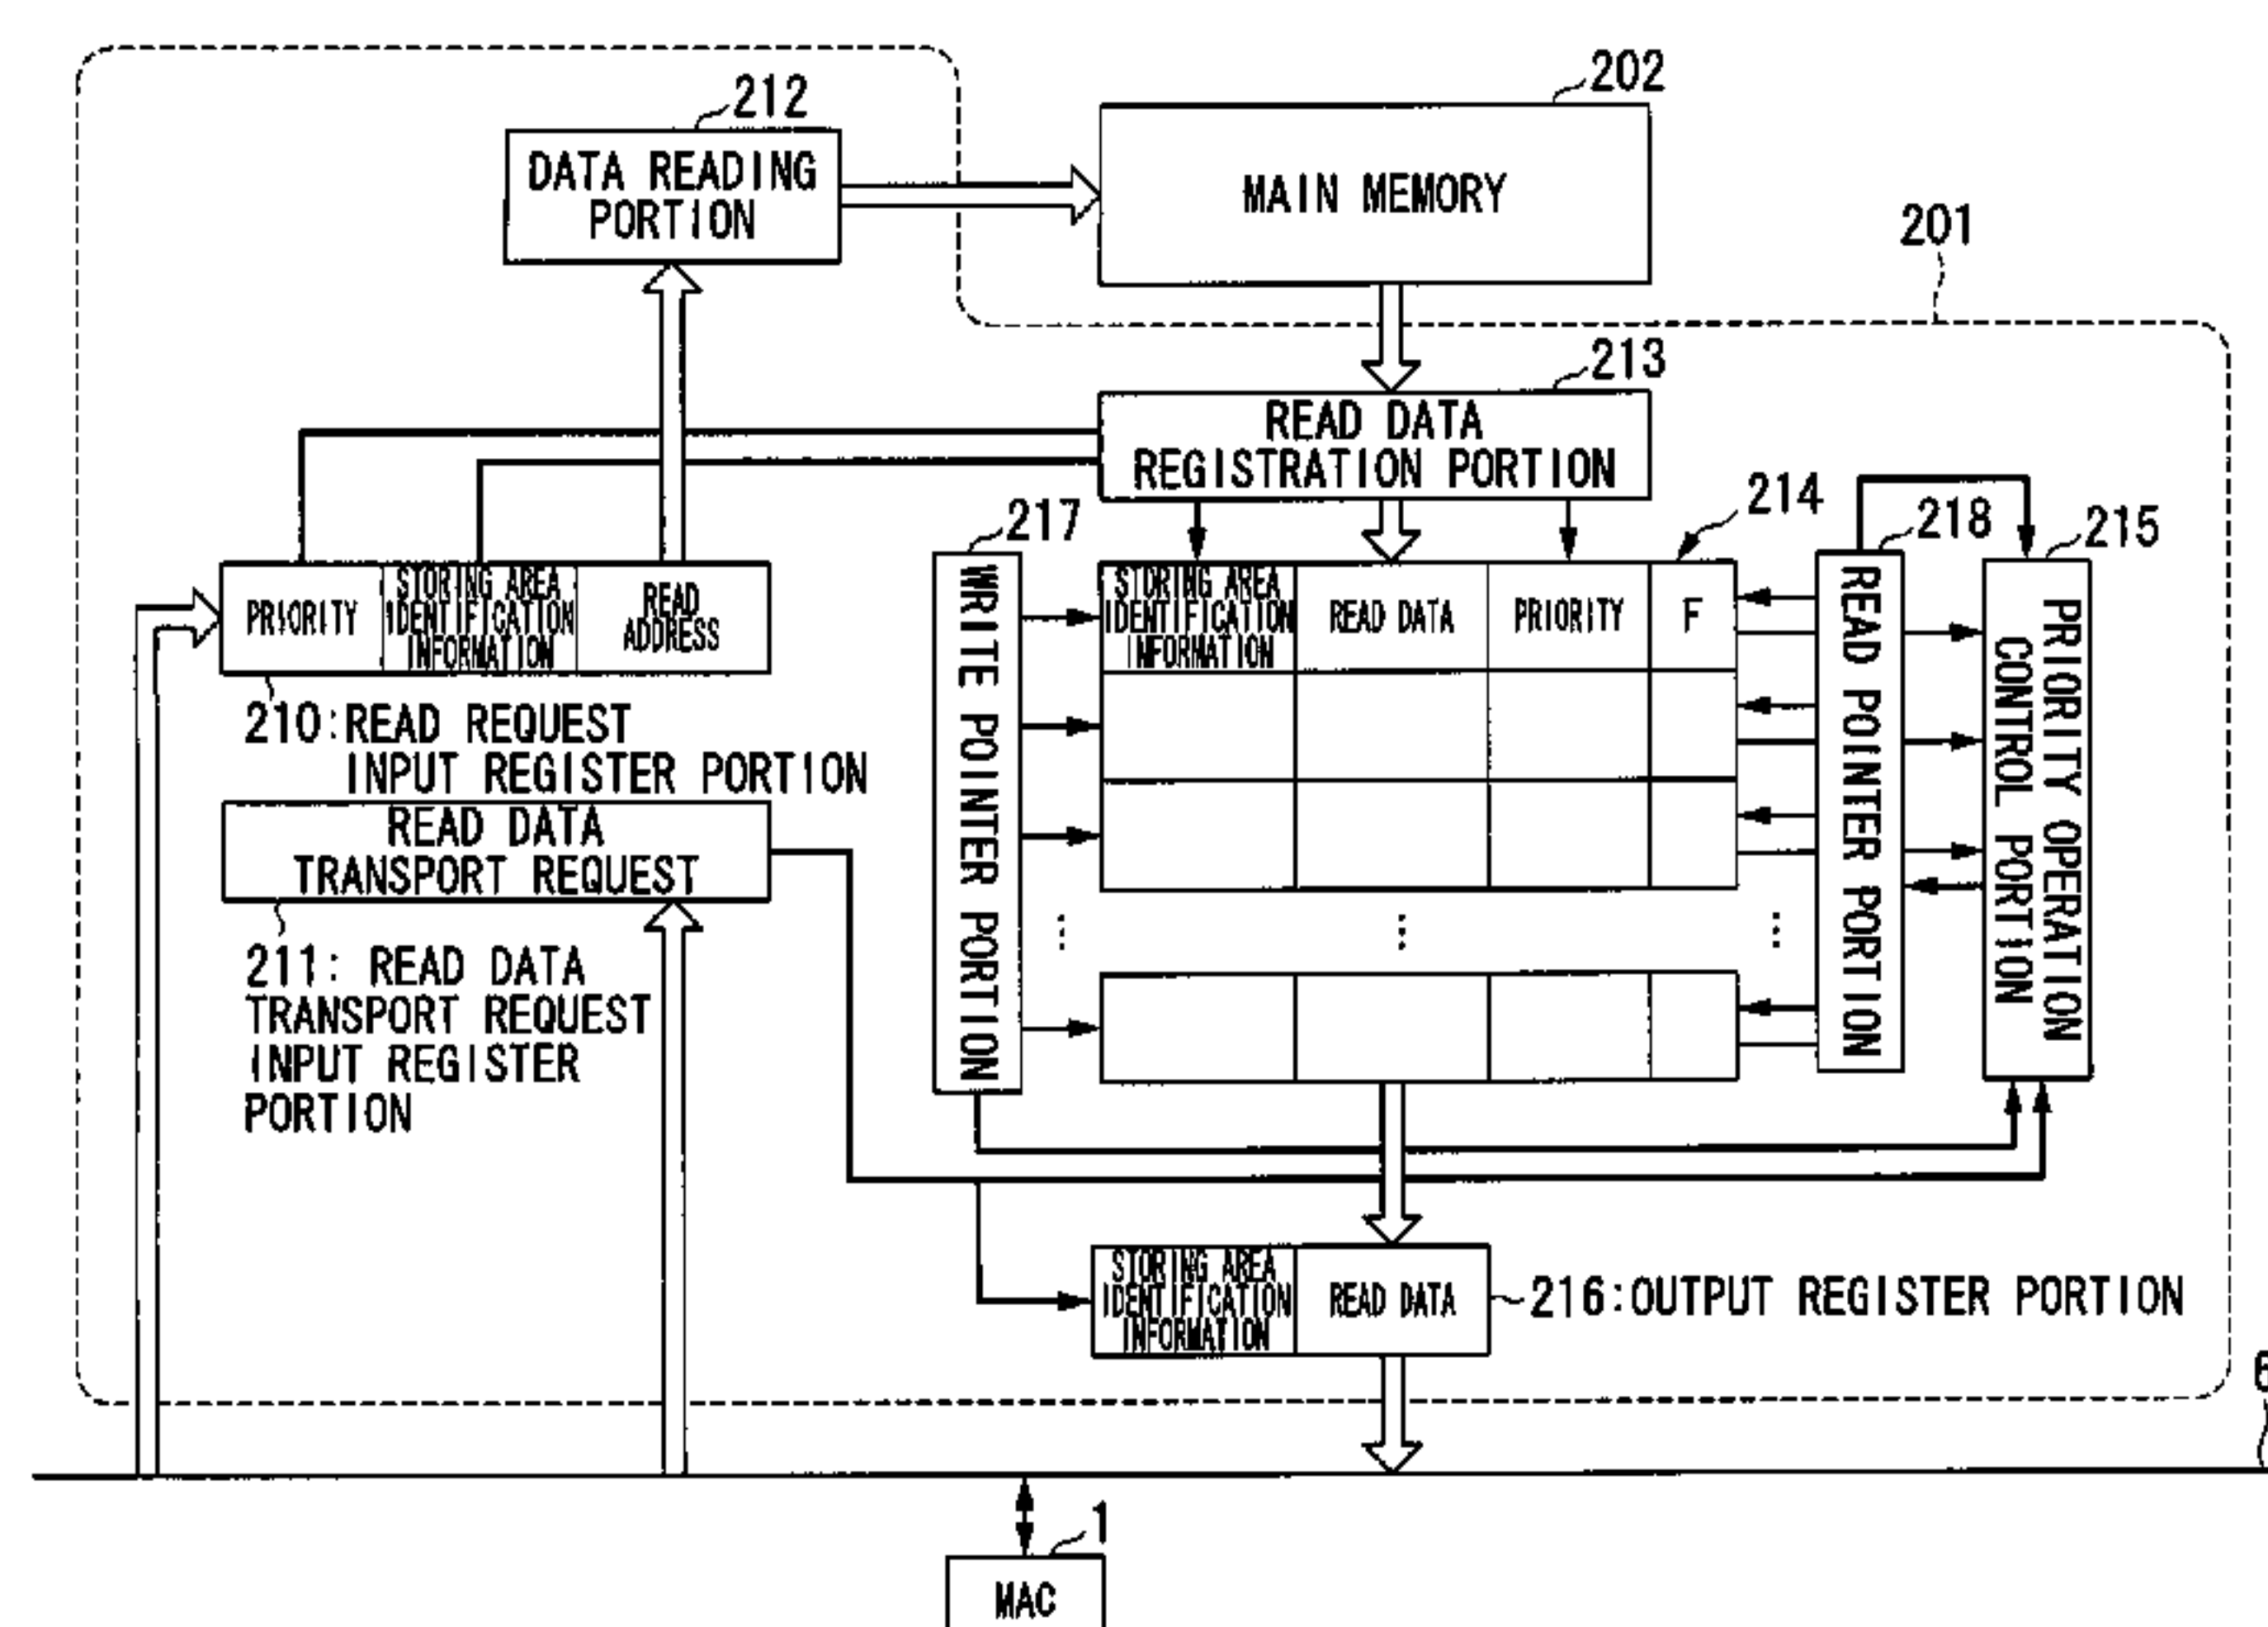 202
212
DATA READING
PORTION
MAIN MEMORY
201
213
READ DATA
REGISTRATION PORTION
214
217
218
215
WRITE POINTER PORTION
STORING AREA
IDENTIFICATION
INFORMATION
READ DATA
PRIORITY
F
READ POINTER PORTION
PRIORITY OPERATION
CONTROL PORTION
PRIORITY
STORING AREA
IDENTIFICATION
INFORMATION
READ
ADDRESS
210:READ REQUEST
INPUT REGISTER PORTION
READ DATA
TRANSPORT REQUEST
211: READ DATA
TRANSPORT REQUEST
INPUT REGISTER
PORTION
STORING AREA
IDENTIFICATION
INFORMATION
READ DATA
216:OUTPUT REGISTER PORTION
6
1
MAC